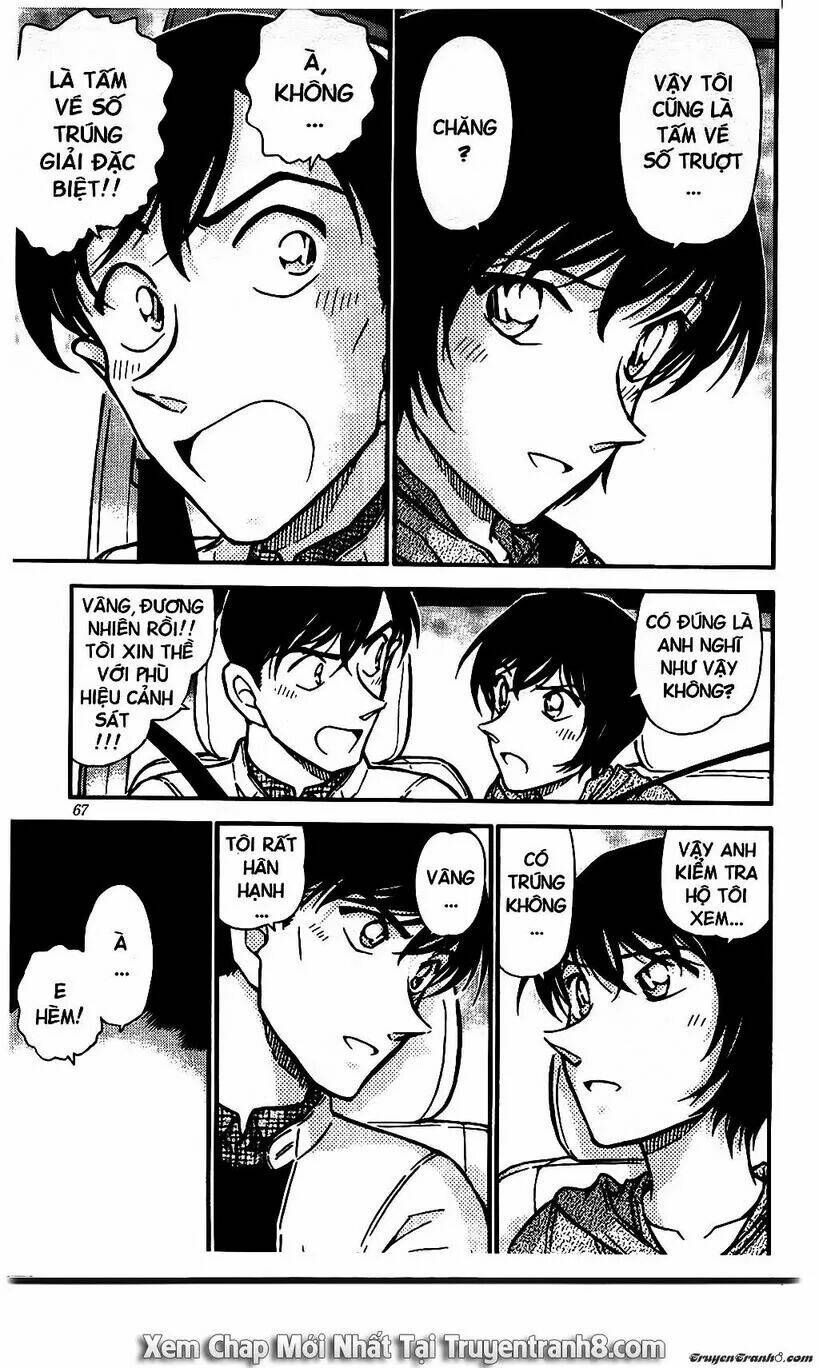 VẬY TÔI
CŨNG LÀ
TẤM VÉ
SỐ TRƯỢT
...
CHĂNG
?
À,
KHÔNG
...
LÀ TẤM
VÉ SỐ
TRÚNG
GIẢI ĐẶC
BIỆT!!
CÓ ĐÚNG LÀ
ANH NGHĨ
NHƯ VẬY
KHÔNG?
VÂNG, ĐƯƠNG
NHIÊN RỒI!!
TÔI XIN THỀ
VỚI PHÙ
HIỆU CẢNH
SÁT
!!!
67
VẬY ANH
KIỂM TRA
HỘ TÔI
XEM...
CÓ
TRÚNG
KHÔNG
...
VÂNG
...
TÔI RẤT
HÂN
HẠNH
...
À
...
E
HÈM!
Xem Chap Mới Nhất Tại Truyentranh8.com
TruyenTranh8.com